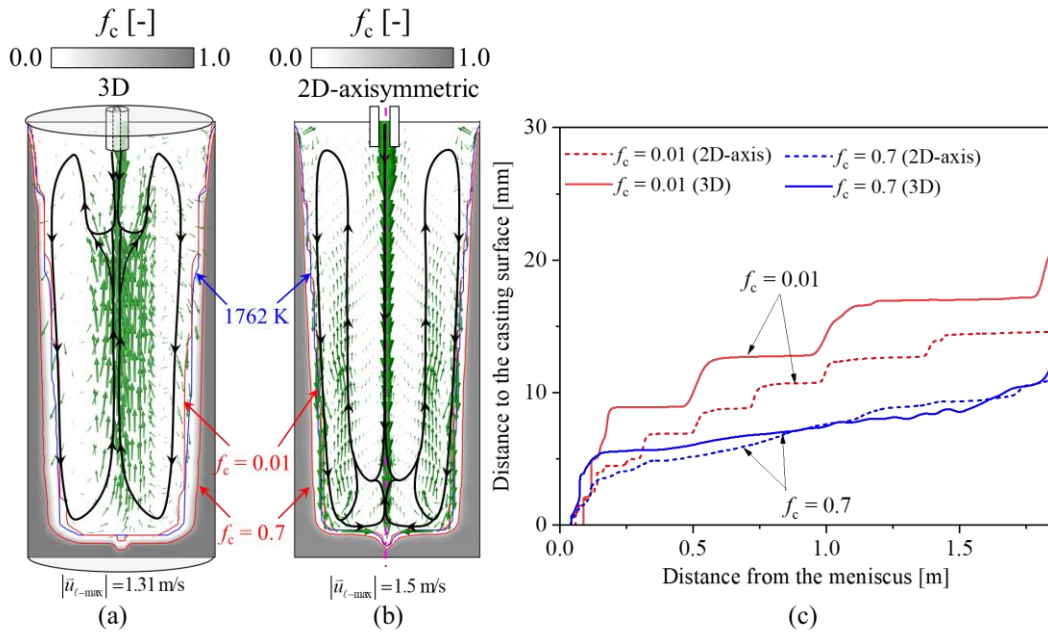 f_c [-]
0.0 1.0
3D
1762 K
f_c = 0.01
f_c = 0.7
|u⃗_ℓ−max| = 1.31 m/s
(a)
f_c [-]
0.0 1.0
2D-axisymmetric
|u⃗_ℓ−max| = 1.5 m/s
(b)
30
20
10
0
Distance to the casting surface [mm]
f_c = 0.01 (2D-axis) f_c = 0.7 (2D-axis)
f_c = 0.01 (3D) f_c = 0.7 (3D)
f_c = 0.01
f_c = 0.7
0.0 0.5 1.0 1.5
Distance from the meniscus [m]
(c)